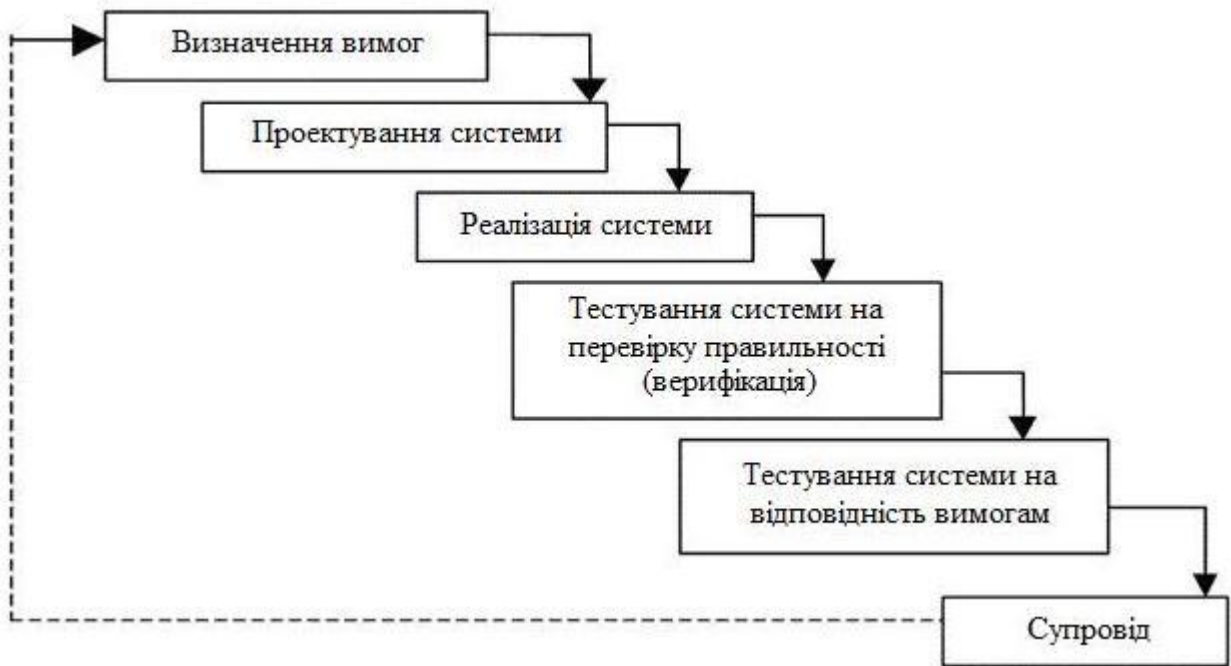 Визначення вимог
Проектування системи
Реалізація системи
Тестування системи на
перевірку правильності
(верифікація)
Тестування системи на
відповідність вимогам
Супровід